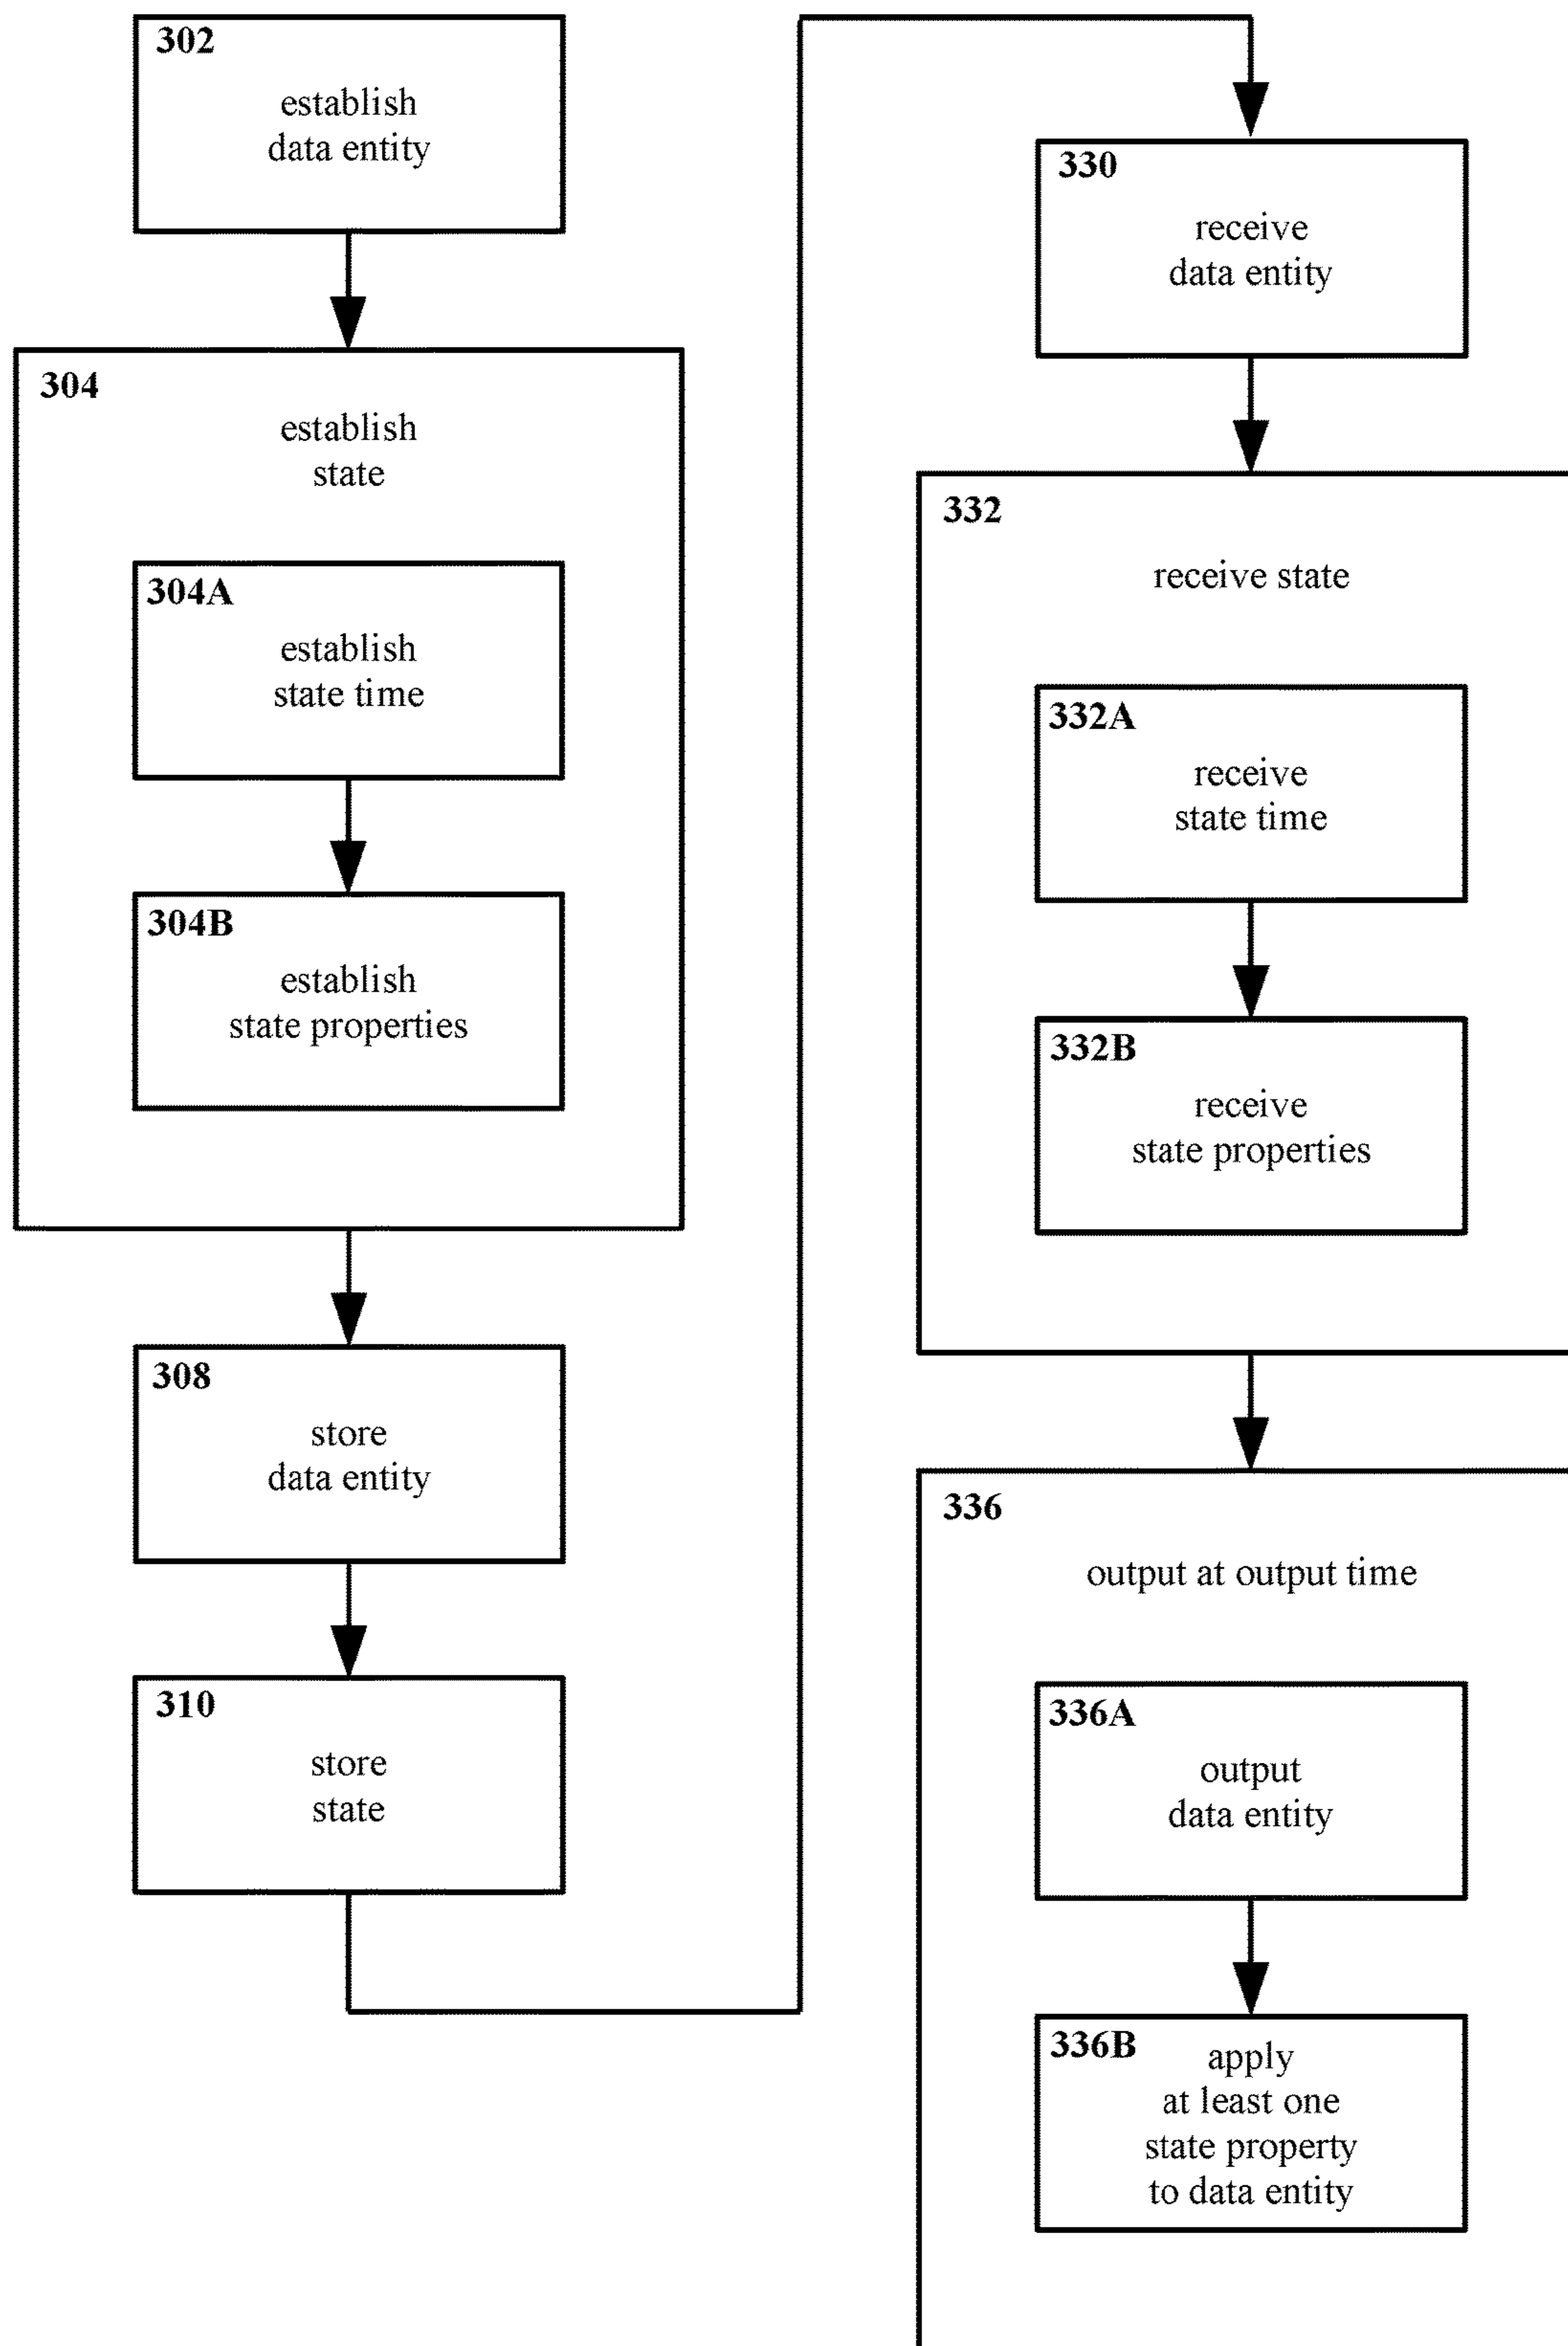 302
establish
data entity
304
establish
state
304A
establish
state time
304B
establish
state properties
308
store
data entity
310
store
state
330
receive
data entity
332
receive state
332A
receive
state time
332B
receive
state properties
336
output at output time
336A
output
data entity
336B
apply
at least one
state property
to data entity